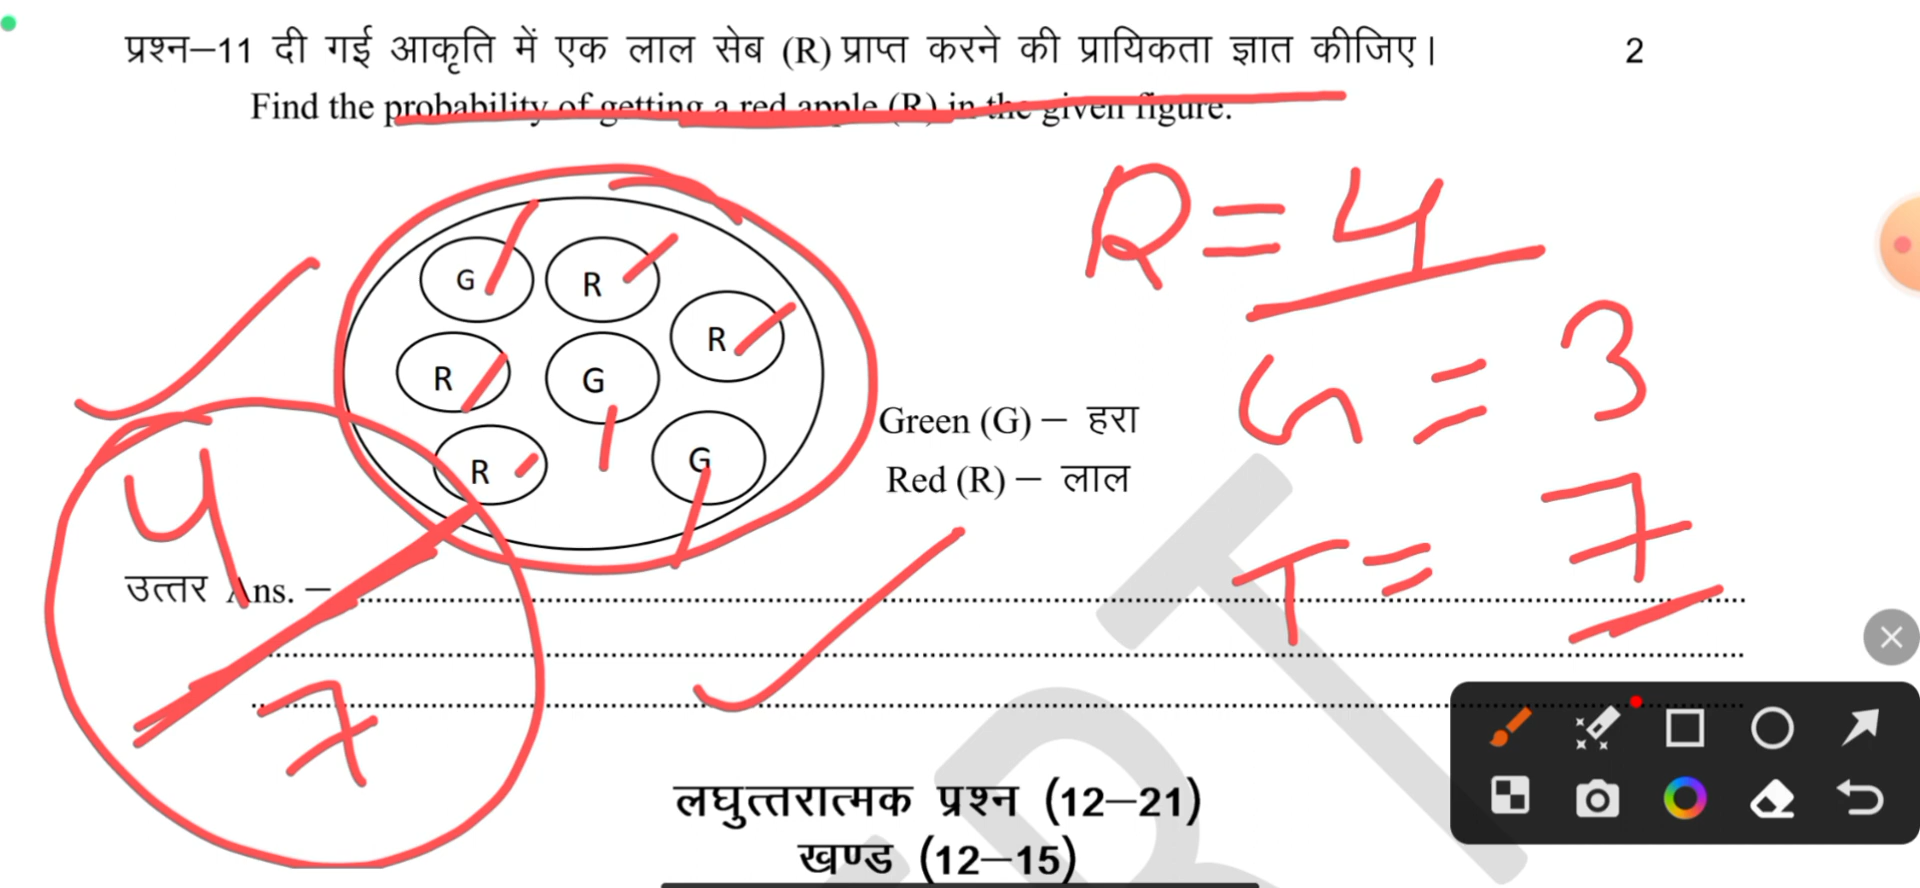 प्रश्न–11 दी गई आकृति में एक लाल सेब (R) प्राप्त करने की प्रायिकता ज्ञात कीजिए। 2
Find the probability of getting a red apple (R) in the given figure.
R = 4
G R
R
G = 3
R G
Green (G) – हरा
R G
Red (R) – लाल
4
7
T = 7
उत्तर Ans. –
लघुत्तरात्मक प्रश्न (12–21)
खण्ड (12–15)